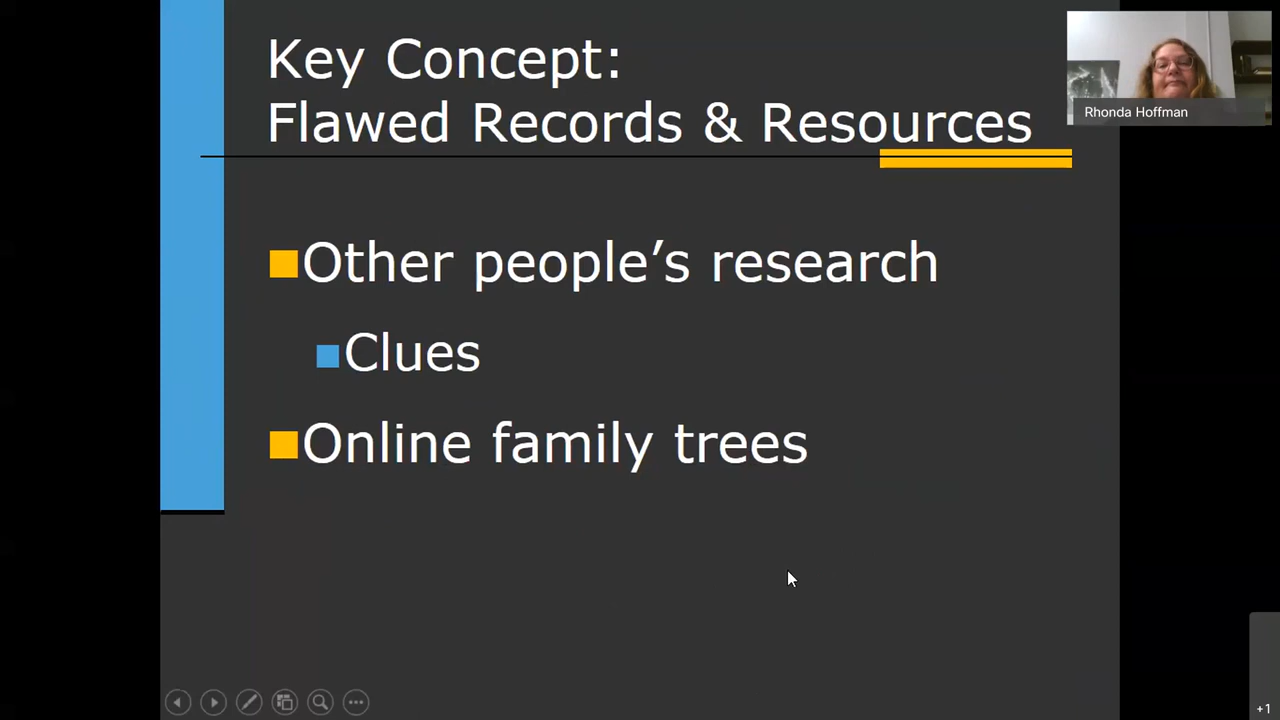 Key Concept:
Flawed Records & Resources
Rhonda Hoffman
Other people’s research
Clues
Online family trees
+1